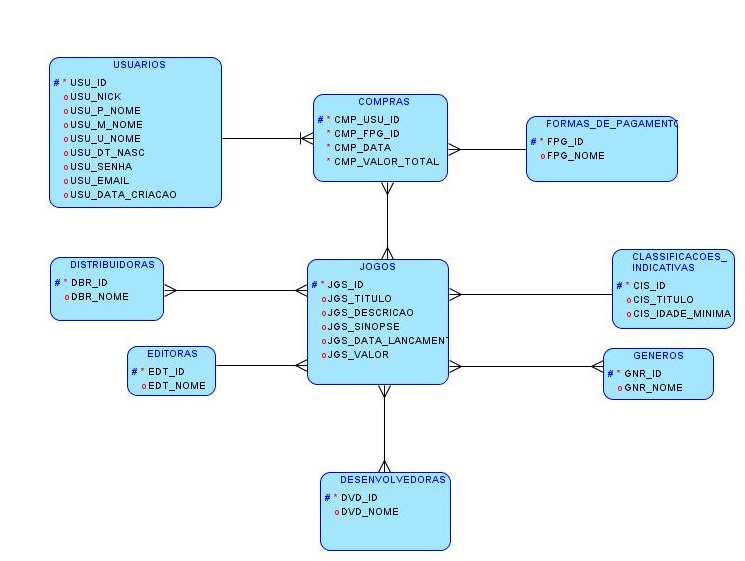 USUARIOS
# * USU_ID
o USU_NICK
o USU_P_NOME
o USU_M_NOME
o USU_U_NOME
o USU_DT_NASC
o USU_SENHA
o USU_EMAIL
o USU_DATA_CRIACAO
COMPRAS
# * CMP_USU_ID
* CMP_FPG_ID
* CMP_DATA
* CMP_VALOR_TOTAL
FORMAS_DE_PAGAMENTO
# * FPG_ID
o FPG_NOME
DISTRIBUIDORAS
# * DBR_ID
o DBR_NOME
JOGOS
# * JGS_ID
o JGS_TITULO
o JGS_DESCRICAO
o JGS_SINOPSE
o JGS_DATA_LANCAMENT
o JGS_VALOR
CLASSIFICACOES_
INDICATIVAS
# * CIS_ID
o CIS_TITULO
o CIS_IDADE_MINIMA
EDITORAS
# * EDT_ID
o EDT_NOME
GENEROS
# * GNR_ID
o GNR_NOME
DESENVOLVEDORAS
# * DVD_ID
o DVD_NOME